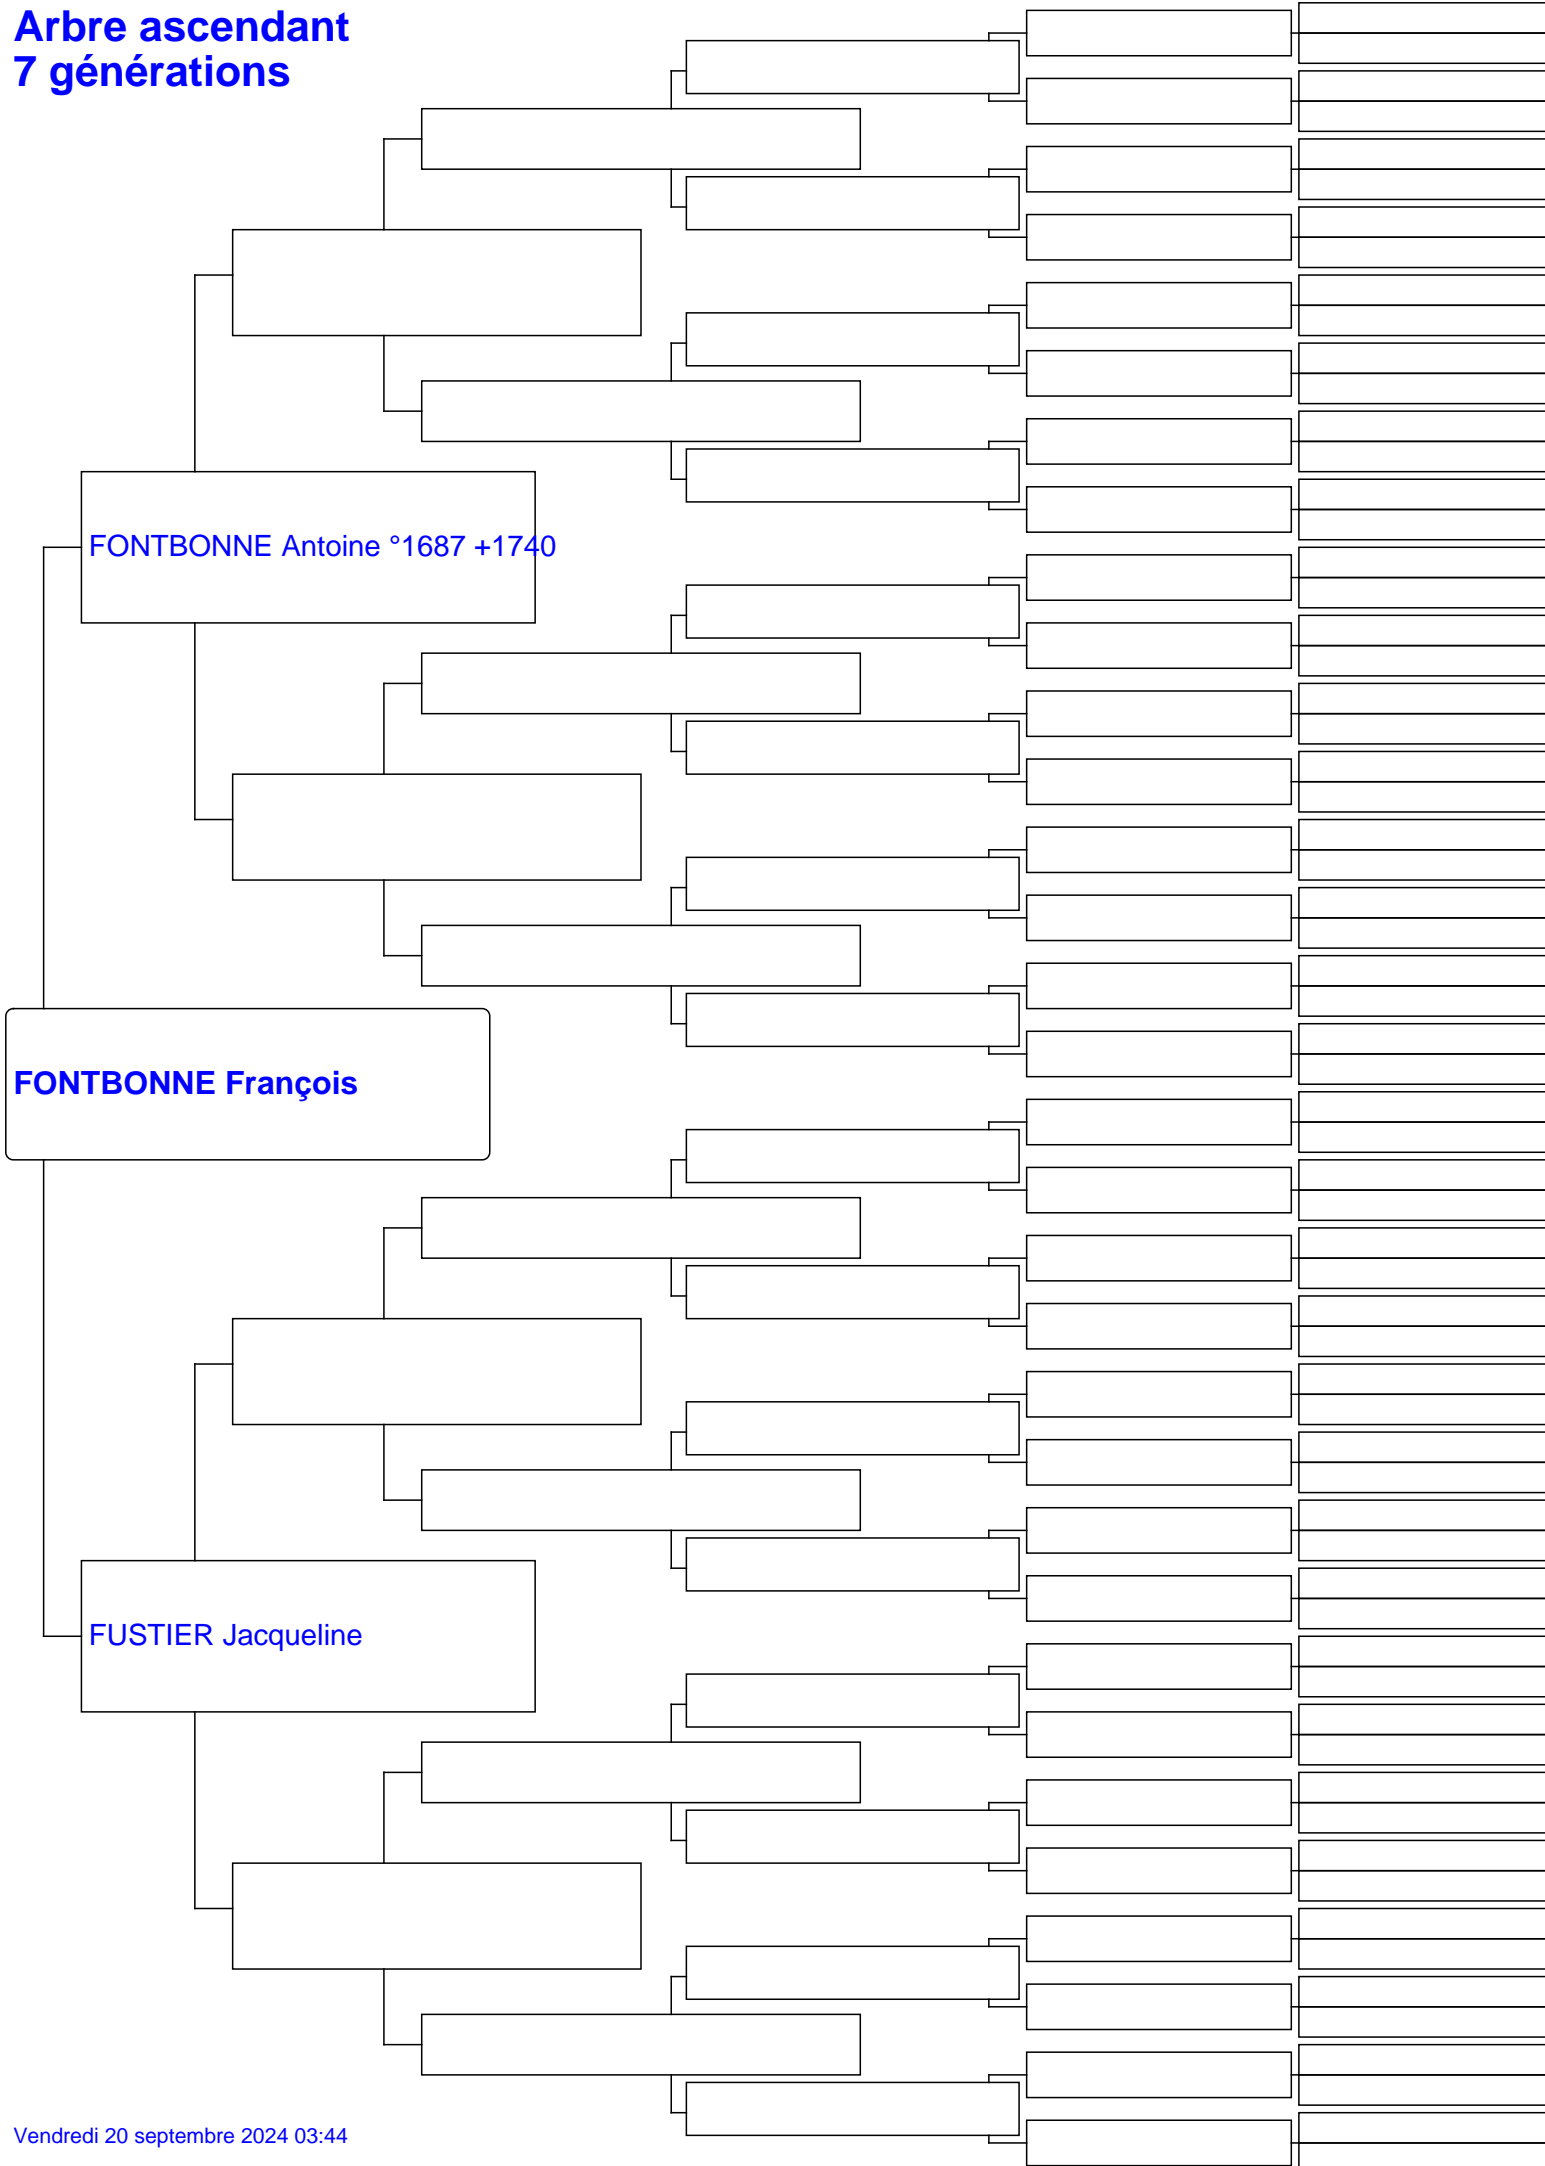 Arbre ascendant
7 générations
FONTBONNE Antoine °1687 +1740
FONTBONNE François
FUSTIER Jacqueline
Vendredi 20 septembre 2024 03:44